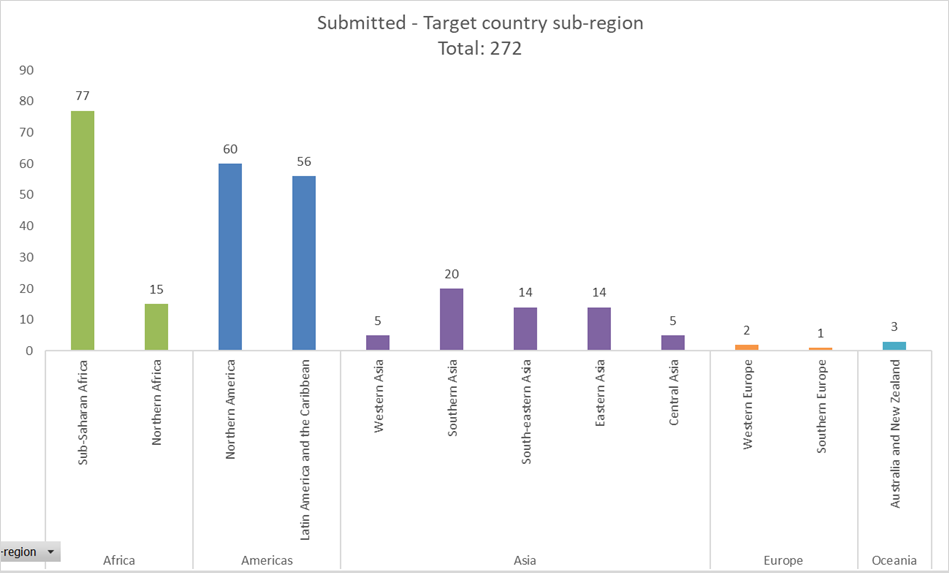 Submitted - Target country sub-region
Total: 272
90
80
70
60
50
40
30
20
10
0
77
15
60
56
5
20
14
14
5
2
1
3
Sub-Saharan Africa
Northern Africa
Northern America
Latin America and the Caribbean
Western Asia
Southern Asia
South-eastern Asia
Eastern Asia
Central Asia
Western Europe
Southern Europe
Australia and New Zealand
-region
Africa
Americas
Asia
Europe
Oceania